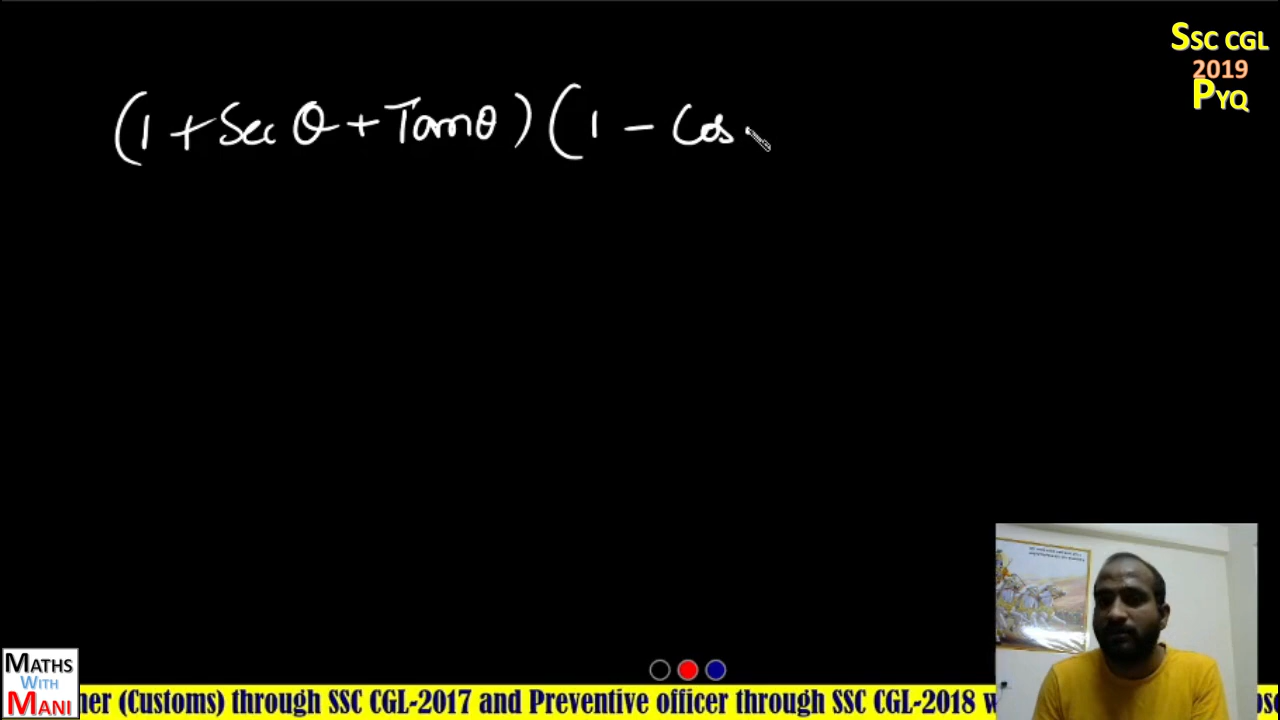 SSC CGL
2019
PYQ
(1 + Sec θ + Tanθ) (1 - Cos
MATHS
WITH
MANI
ner (Customs) through SSC CGL-2017 and Preventive officer through SSC CGL-2018 w